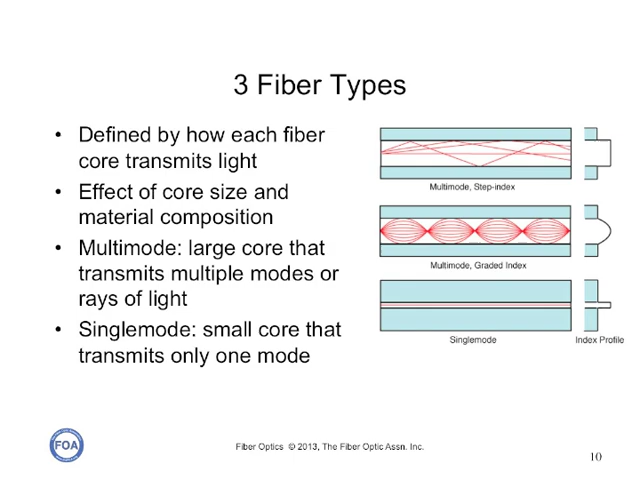 3 Fiber Types
• Defined by how each fiber
core transmits light
• Effect of core size and
material composition
• Multimode: large core that
transmits multiple modes or
rays of light
• Singlemode: small core that
transmits only one mode
Multimode, Step-index
Multimode, Graded Index
Singlemode
Index Profile
FOA
Fiber Optics © 2013, The Fiber Optic Assn. Inc.
10